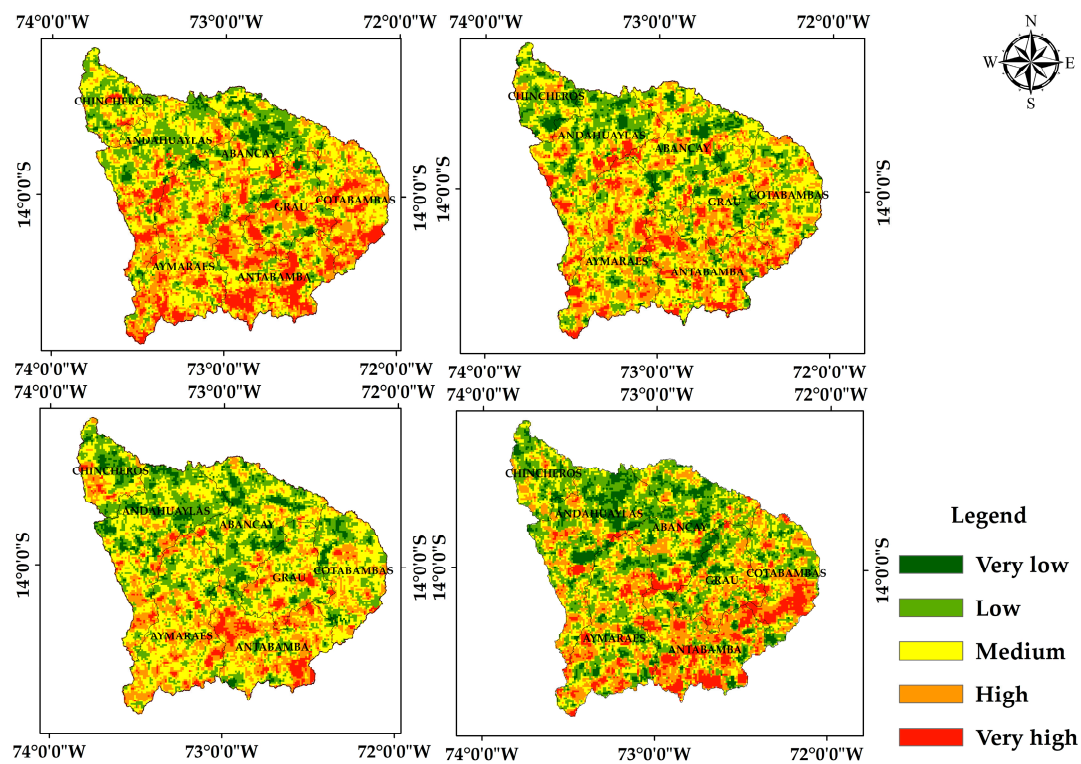 74°0'0"W 73°0'0"W 72°0'0"W
74°0'0"W 73°0'0"W 72°0'0"W
N
W E
S
14°0'0"S
CHINCHEROS
ANDAHUAYLAS
ABANCAY
COTABAMBAS
GRAU
AYMARAES
ANTABAMBA
14°0'0"S
CHINCHEROS
ANDAHUAYLAS
ABANCAY
COTABAMBAS
GRAU
AYMARAES
ANTABAMBA
14°0'0"S
74°0'0"W 73°0'0"W 72°0'0"W
74°0'0"W 73°0'0"W 72°0'0"W
74°0'0"W 73°0'0"W 72°0'0"W
74°0'0"W 73°0'0"W 72°0'0"W
14°0'0"S
CHINCHEROS
ANDAHUAYLAS
ABANCAY
COTABAMBAS
GRAU
AYMARAES
ANTABAMBA
14°0'0"S
14°0'0"S
CHINCHEROS
ANDAHUAYLAS
ABANCAY
COTABAMBAS
GRAU
AYMARAES
ANTABAMBA
14°0'0"S
74°0'0"W 73°0'0"W 72°0'0"W
74°0'0"W 73°0'0"W 72°0'0"W
Legend
Very low
Low
Medium
High
Very high